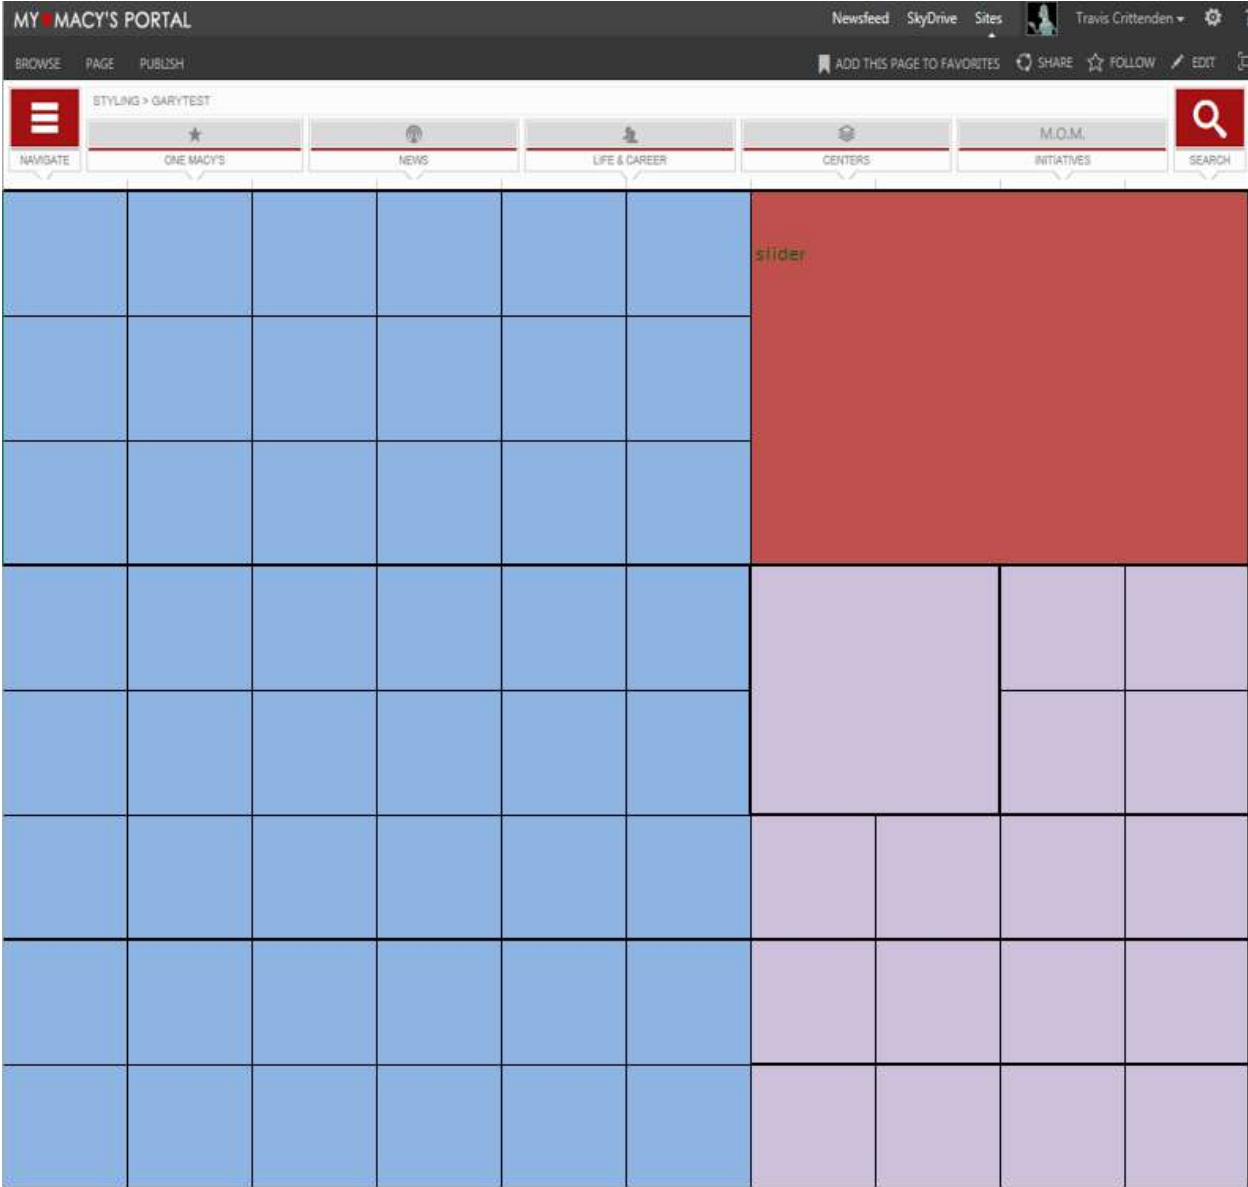 MY MACY'S PORTAL
Newsfeed SkyDrive Sites Travis Crittenden
BROWSE PAGE PUBLISH
ADD THIS PAGE TO FAVORITES SHARE FOLLOW EDIT
STYLING > GARYTEST
M.O.M.
NAVIGATE ONE MACY'S NEWS LIFE & CAREER CENTERS INITIATIVES SEARCH
slider